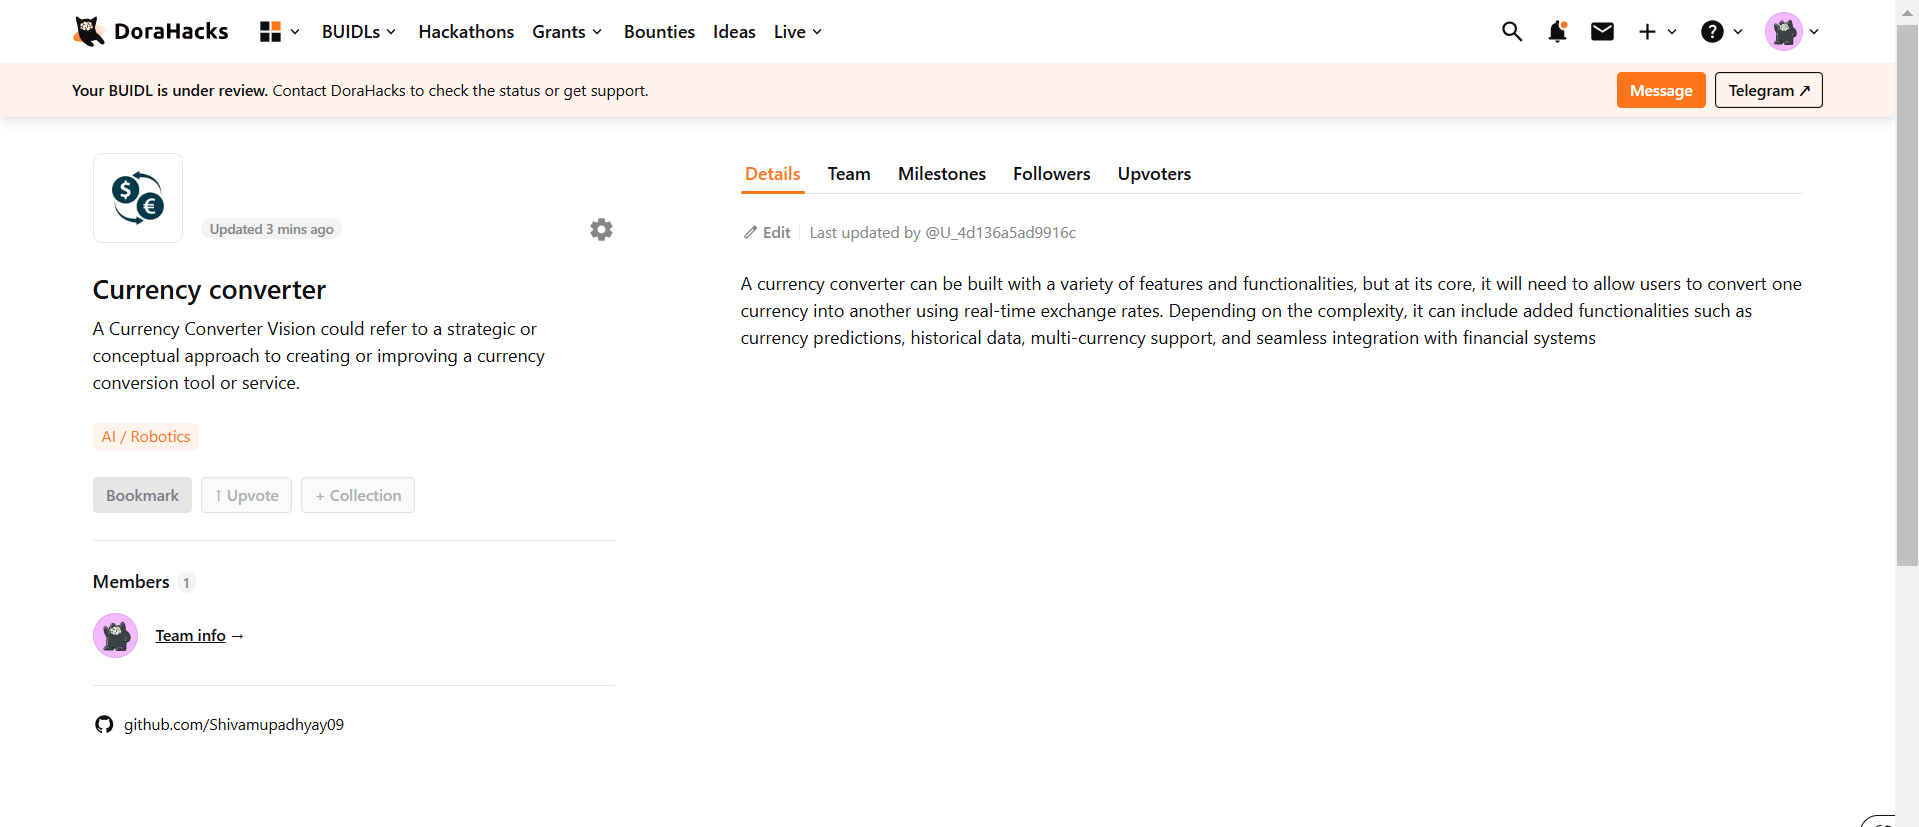 DoraHacks
BUIDLs
Hackathons
Grants
Bounties
Ideas
Live
Your BUIDL is under review. Contact DoraHacks to check the status or get support.
Message
Telegram ↗
Updated 3 mins ago
Currency converter
A Currency Converter Vision could refer to a strategic or
conceptual approach to creating or improving a currency
conversion tool or service.
AI / Robotics
Bookmark
↑ Upvote
+ Collection
Members 1
Team info →
github.com/Shivamupadhyay09
Details
Team
Milestones
Followers
Upvoters
Edit
Last updated by @U_4d136a5ad9916c
A currency converter can be built with a variety of features and functionalities, but at its core, it will need to allow users to convert one
currency into another using real-time exchange rates. Depending on the complexity, it can include added functionalities such as
currency predictions, historical data, multi-currency support, and seamless integration with financial systems